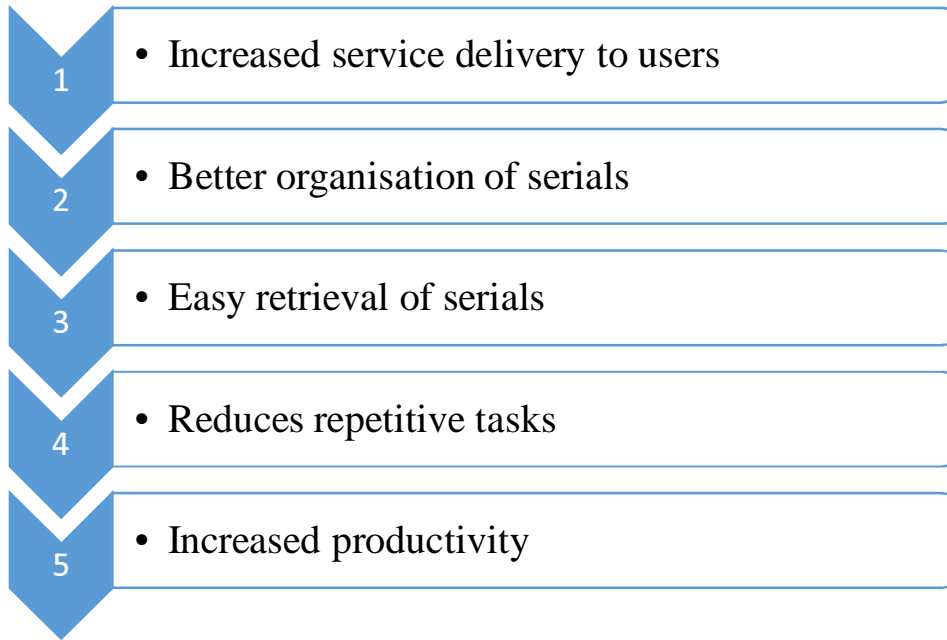 1
• Increased service delivery to users
2
• Better organisation of serials
3
• Easy retrieval of serials
4
• Reduces repetitive tasks
5
• Increased productivity